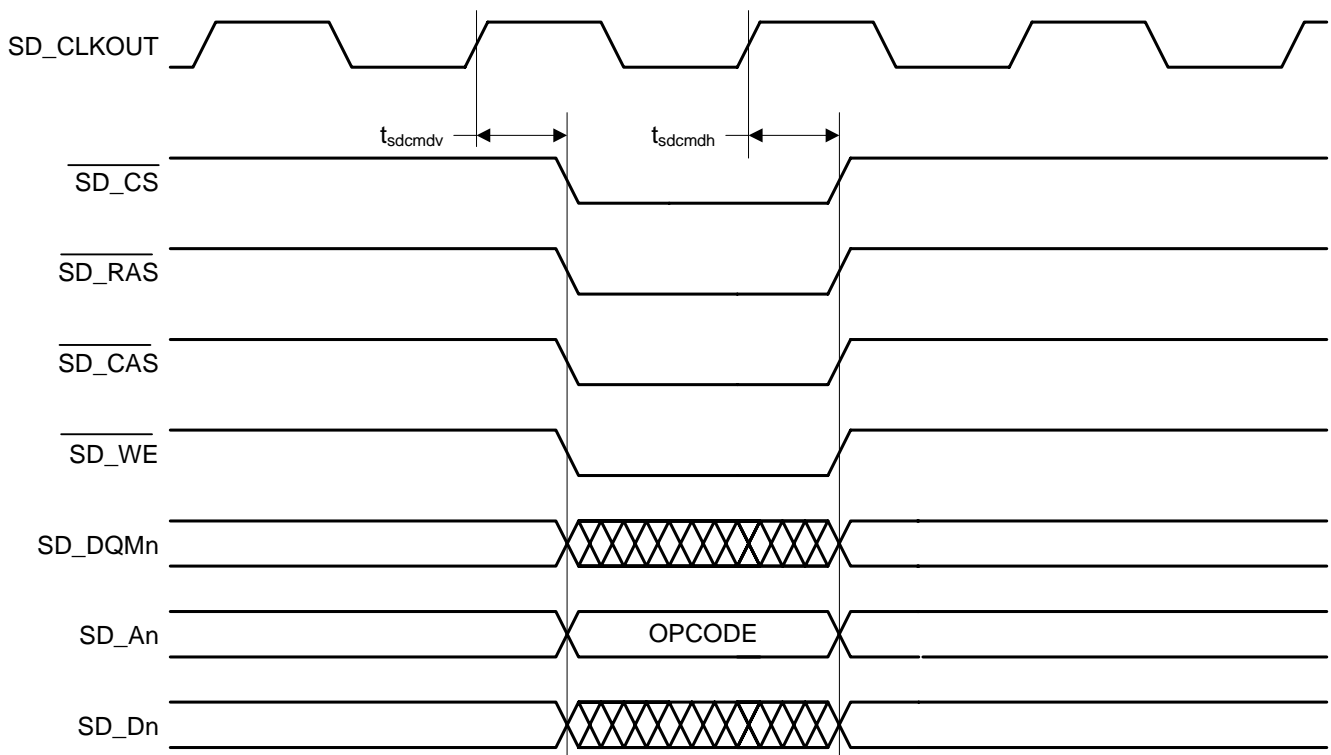 SD_CLKOUT
tsdcmdv
tsdcmdh
SD_CS
SD_RAS
SD_CAS
SD_WE
SD_DQMn
SD_An
OPCODE
SD_Dn